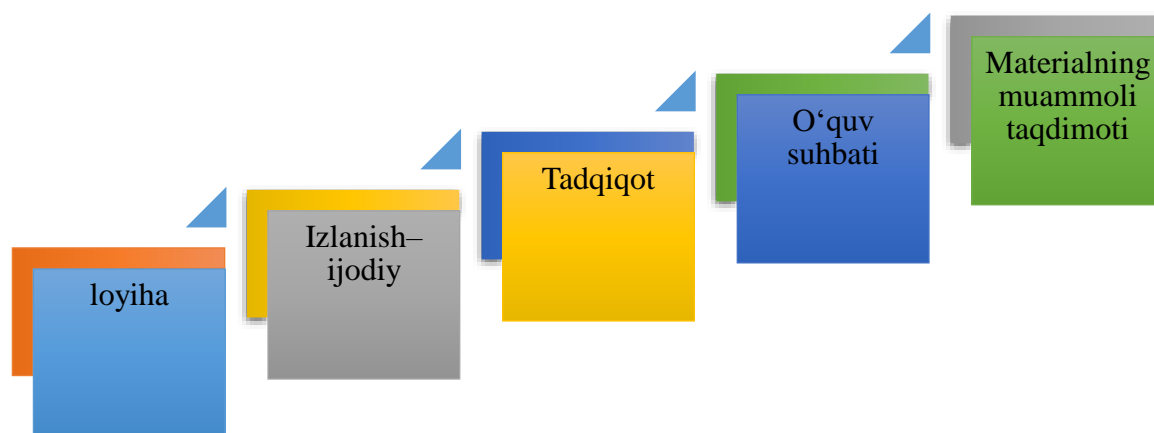 loyiha
Izlanish–
ijodiy
Tadqiqot
O‘quv
suhbati
Materialning
muammoli
taqdimoti